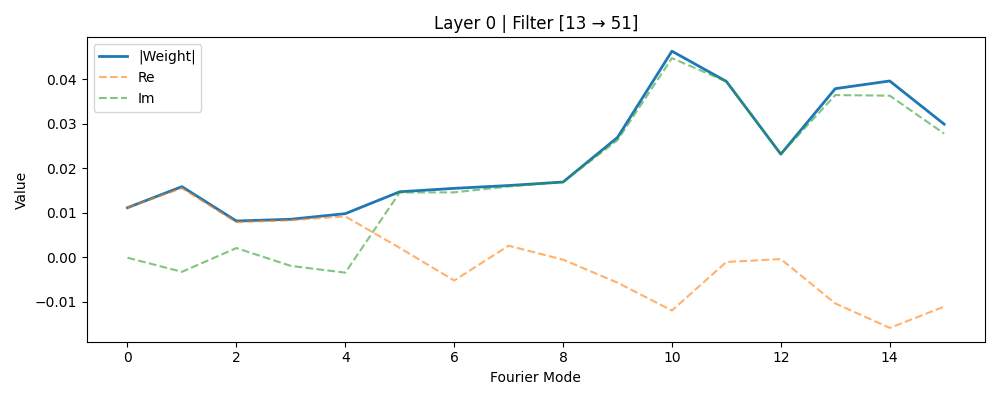 Layer 0 | Filter [13 → 51]
|Weight|
Re
Im
Value
0.04
0.03
0.02
0.01
0.00
−0.01
0 2 4 6 8 10 12 14
Fourier Mode